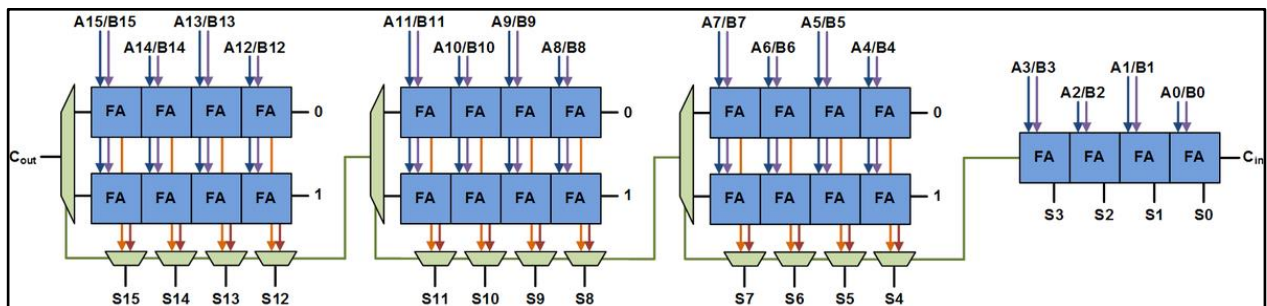 A15/B15 A13/B13 A11/B11 A9/B9 A7/B7 A5/B5
A14/B14 A12/B12 A10/B10 A8/B8 A6/B6 A4/B4
A3/B3 A1/B1
A2/B2 A0/B0
FA FA FA FA 0 FA FA FA FA 0 FA FA FA FA 0
Cout FA FA FA FA Cin
FA FA FA FA 1 FA FA FA FA 1 FA FA FA FA 1
S3 S2 S1 S0
S15 S14 S13 S12 S11 S10 S9 S8 S7 S6 S5 S4